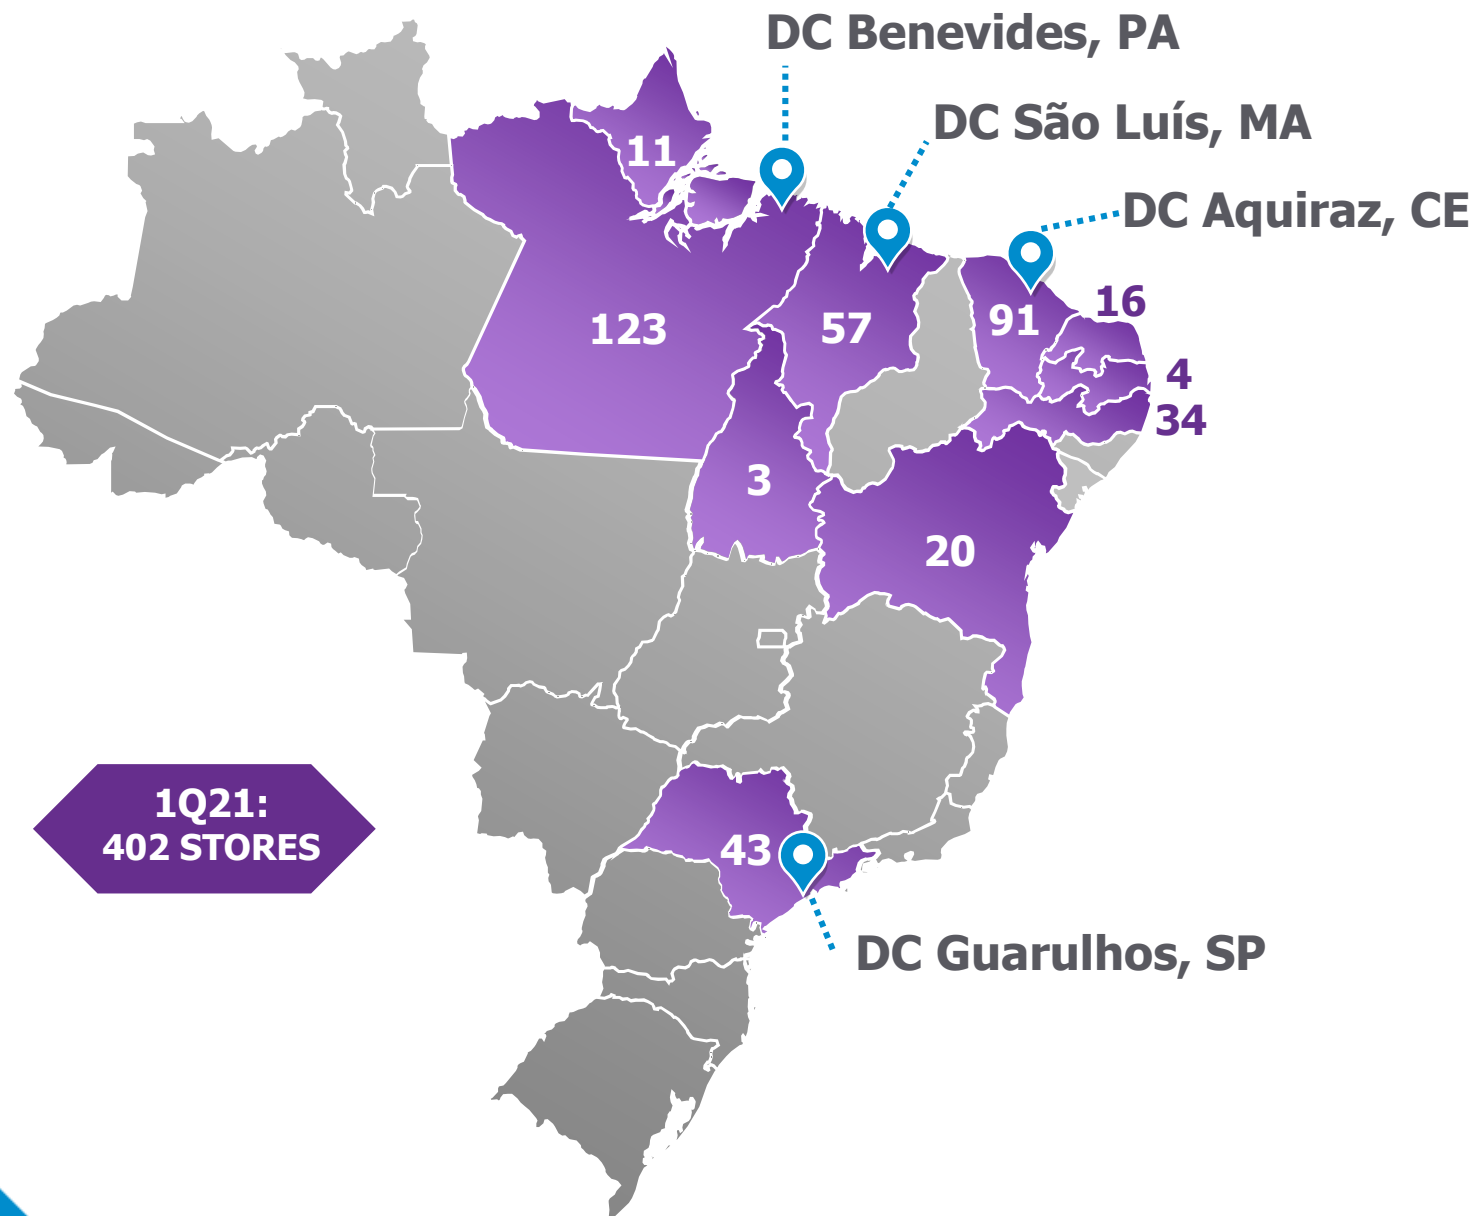 DC Benevides, PA
DC São Luís, MA
11
DC Aquiraz, CE
16
123
57
91
4
34
3
20
1Q21:
402 STORES
43
DC Guarulhos, SP